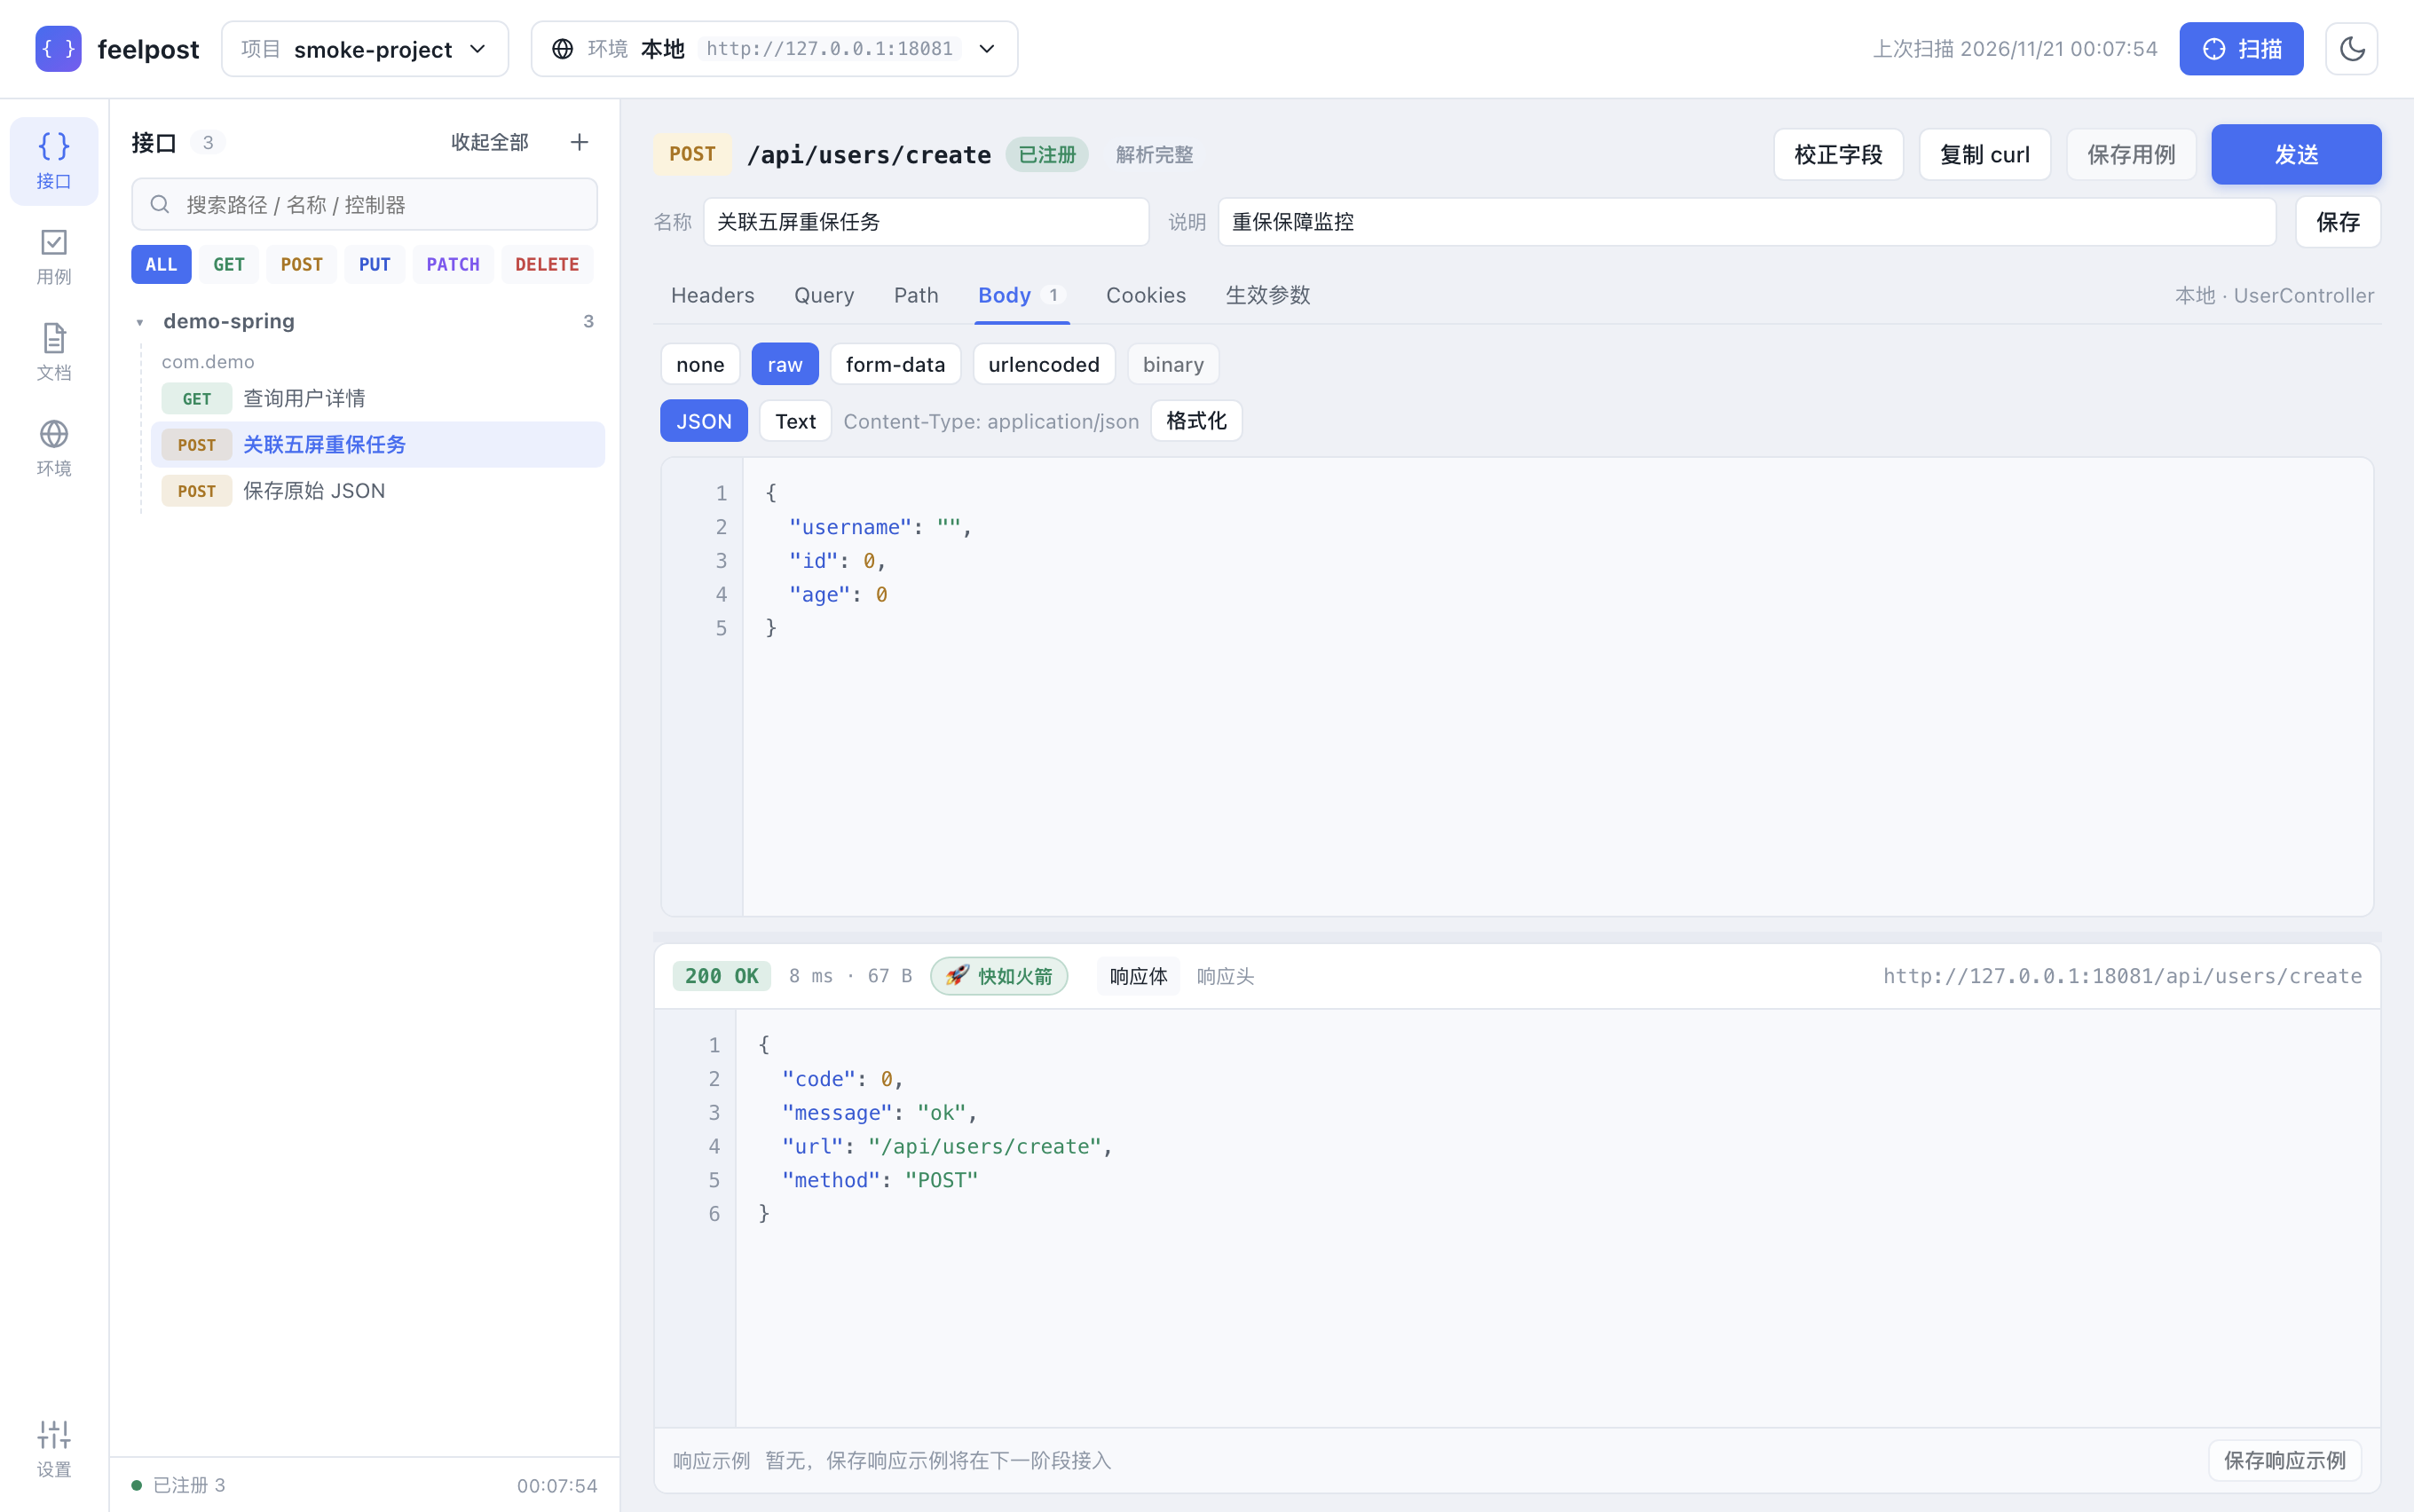 { } feelpost 项目 smoke-project 环境 本地 http://127.0.0.1:18081 上次扫描 2026/11/21 00:07:54 扫描
接口
用例
文档
环境
设置
接口 3 收起全部 +
搜索路径 / 名称 / 控制器
ALL GET POST PUT PATCH DELETE
demo-spring 3
com.demo
GET 查询用户详情
POST 关联五屏重保任务
POST 保存原始 JSON
已注册 3 00:07:54
POST /api/users/create 已注册 解析完整 校正字段 复制 curl 保存用例 发送
名称 关联五屏重保任务 说明 重保保障监控 保存
Headers Query Path Body 1 Cookies 生效参数 本地 · UserController
none raw form-data urlencoded binary
JSON Text Content-Type: application/json 格式化
1 {
2 "username": "",
3 "id": 0,
4 "age": 0
5 }
200 OK 8 ms · 67 B 🚀 快如火箭 响应体 响应头 http://127.0.0.1:18081/api/users/create
1 {
2 "code": 0,
3 "message": "ok",
4 "url": "/api/users/create",
5 "method": "POST"
6 }
响应示例 暂无，保存响应示例将在下一阶段接入 保存响应示例